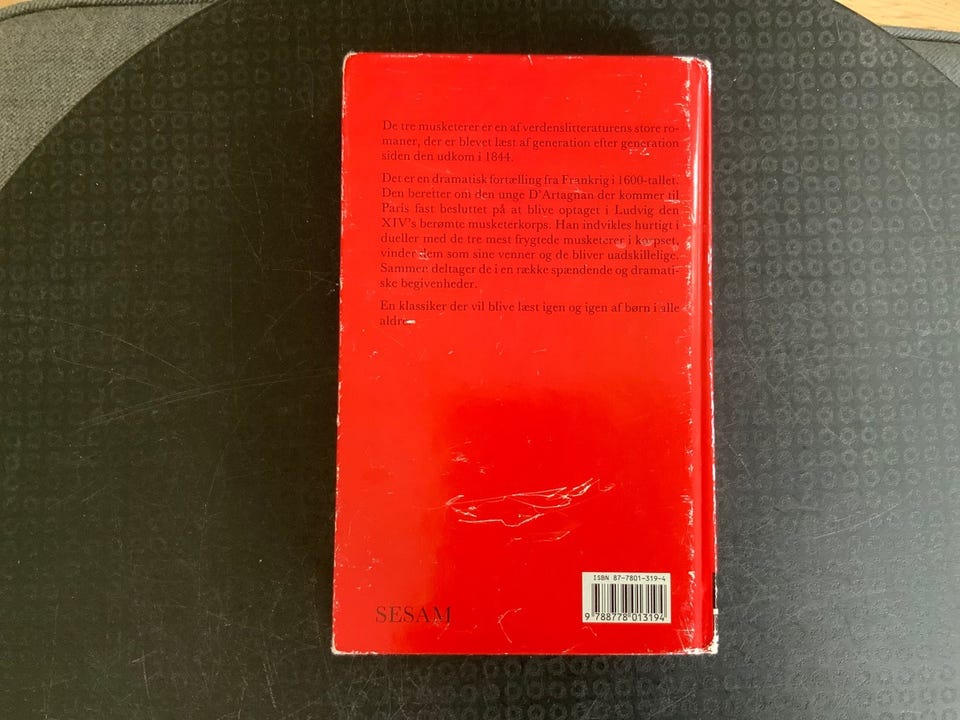 De tre musketerer er en af verdenslitteraturens store ro-
maner, der er blevet læst af generation efter generation
siden den udkom i 1844.
Det er en dramatisk fortælling fra Frankrig i 1600-tallet.
Den beretter om den unge D'Artagnan der kommer til
Paris fast besluttet på at blive optaget i Ludvig den
XIV's berømte musketerkorps. Han indvikles hurtigt i
dueller med de tre mest frygtede musketerer i korpset,
vinder dem som sine venner og de bliver uadskillelige.
Sammen deltager de i en række spændende og dramati-
ske begivenheder.
En klassiker der vil blive læst igen og igen af børn i alle
aldre.
SESAM
ISBN 87-7801-319-4
9 788778 013194